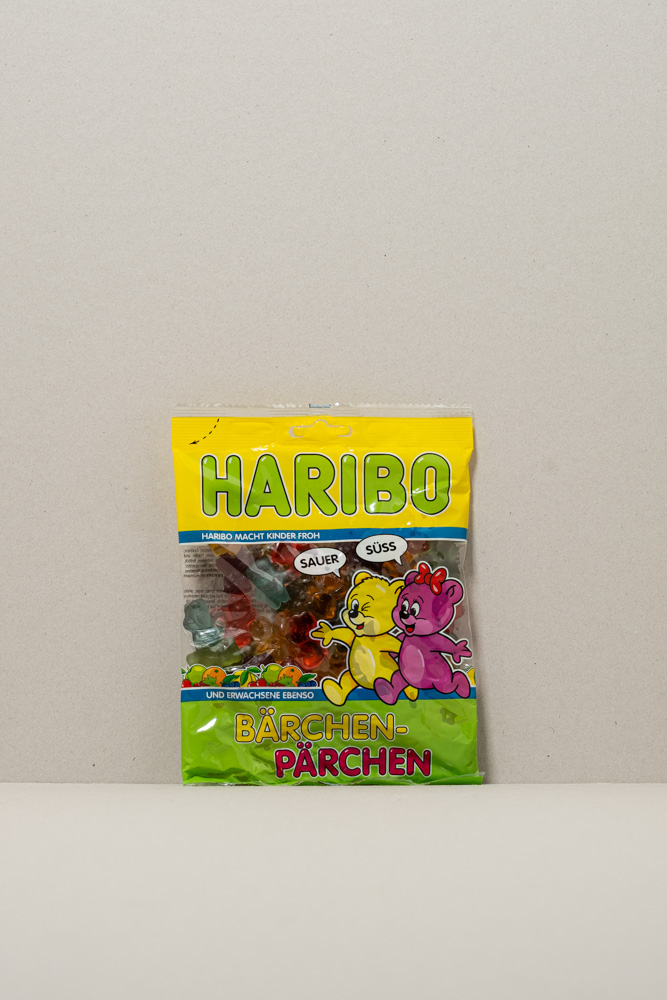 HARIBO
HARIBO MACHT KINDER FROH
SAUER
SÜSS
UND ERWACHSENE EBENSO
BÄRCHEN-
PÄRCHEN